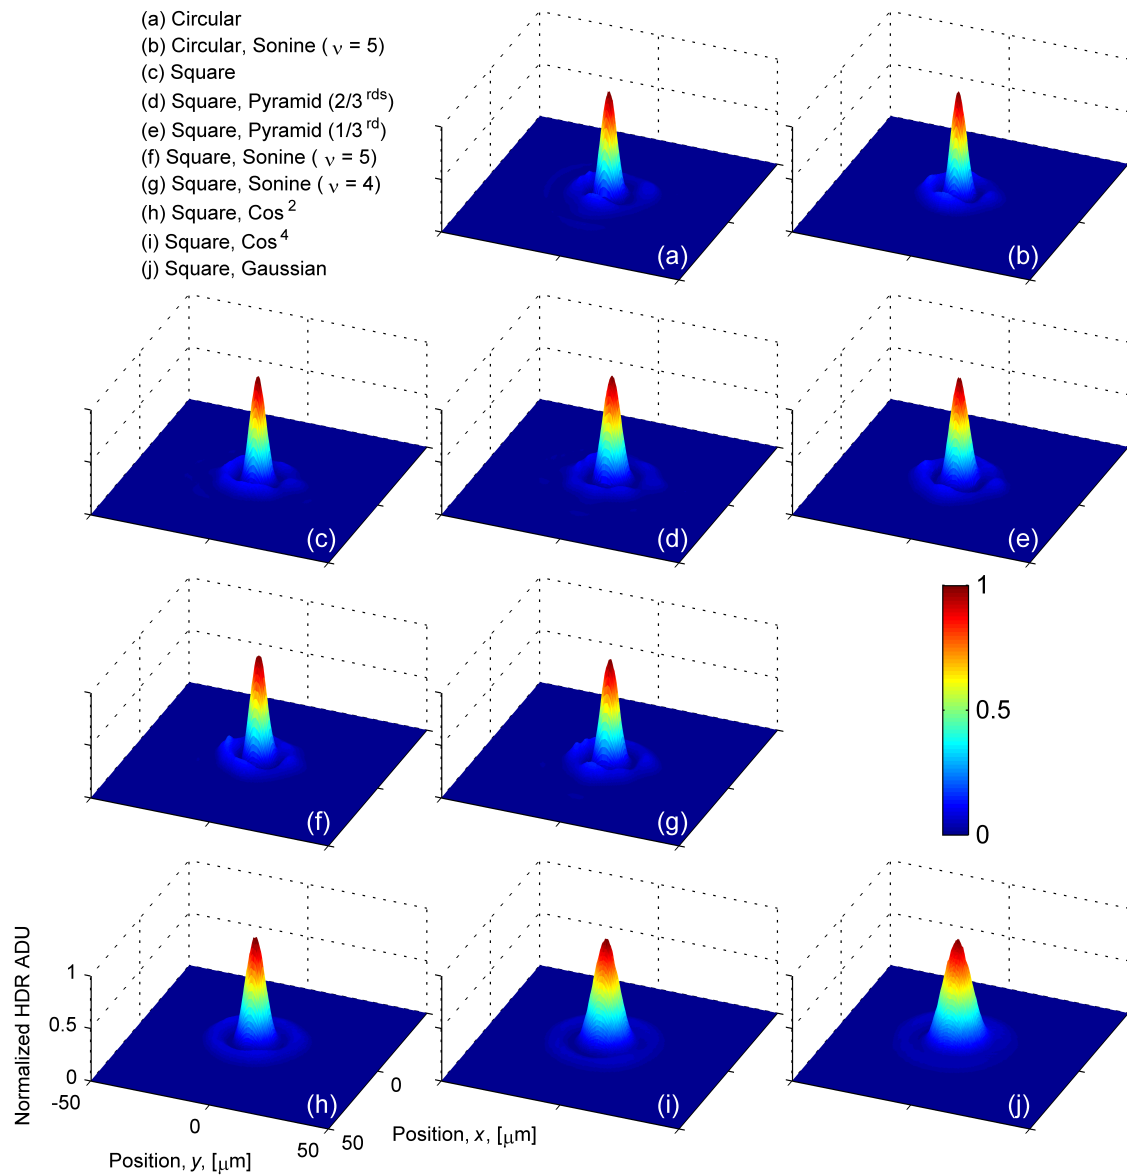 (a) Circular
(b) Circular, Sonine ( ν = 5)
(c) Square
(d) Square, Pyramid (2/3 rds)
(e) Square, Pyramid (1/3 rd)
(f) Square, Sonine ( ν = 5)
(g) Square, Sonine ( ν = 4)
(h) Square, Cos 2
(i) Square, Cos 4
(j) Square, Gaussian
(a)
(b)
(c)
(d)
(e)
1
0.5
0
(f)
(g)
Normalized HDR ADU
1
0.5
0
-50
0
50
Position, y, [μm]
50
0
Position, x, [μm]
(h)
(i)
(j)